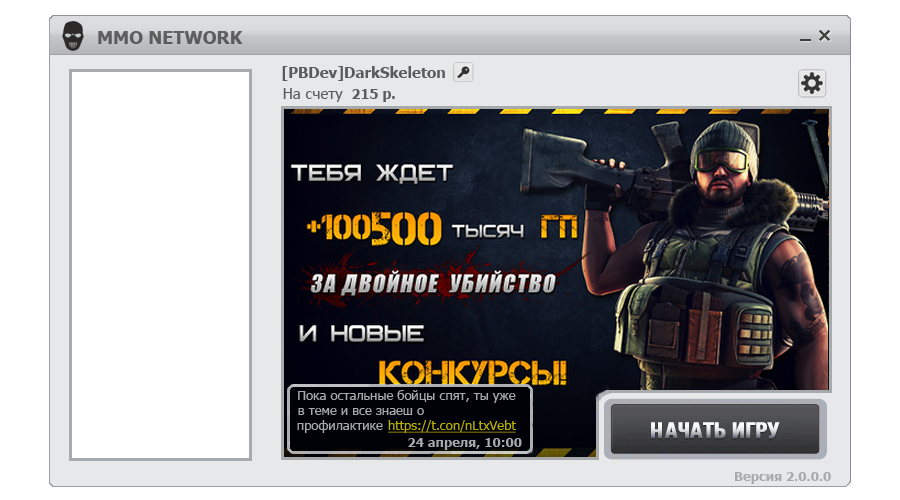 MMO NETWORK
[PBDev]DarkSkeleton
На счету 215 р.
ТЕБЯ ЖДЕТ
+100500 ТЫСЯЧ ГП
ЗА ДВОЙНОЕ УБИЙСТВО
И НОВЫЕ
КОНКУРСЫ!
Пока остальные бойцы спят, ты уже
в теме и все знаеш о
профилактике https://t.con/nLtxVebt
24 апреля, 10:00
НАЧАТЬ ИГРУ
Версия 2.0.0.0